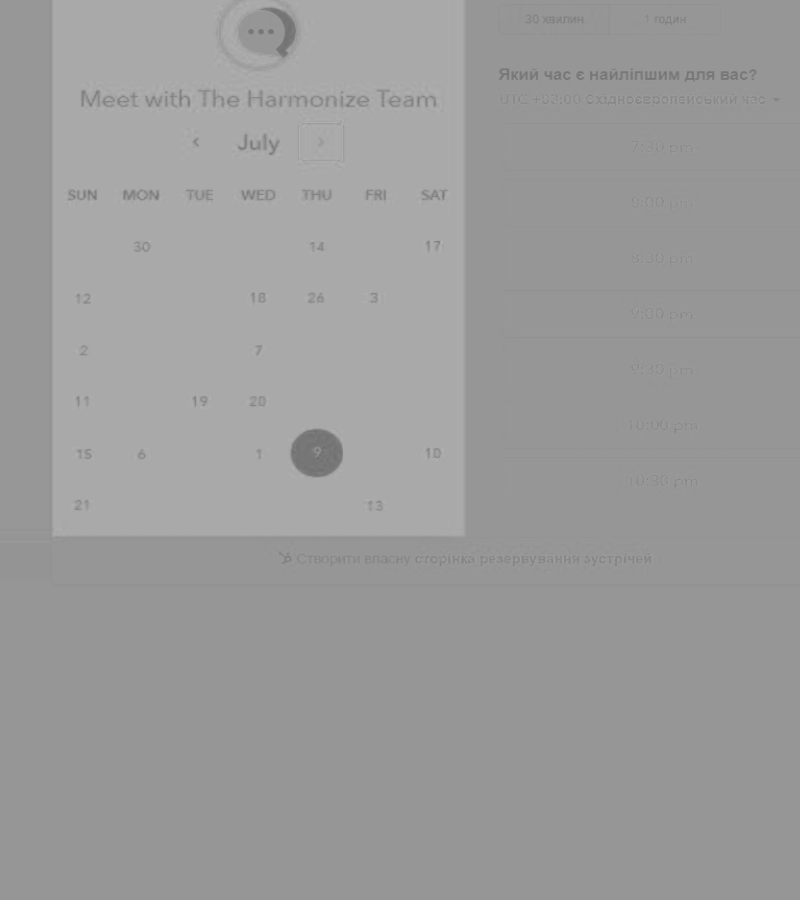 30 хвилин 1 годин
Який час є найліпшим для вас?
UTC +03:00 Східноєвропейський час
Meet with The Harmonize Team
July
SUN MON TUE WED THU FRI SAT
30 14 17
12 18 26 3
2 7
11 19 20
15 6 1 9 10
21 13
7:30 pm
8:00 pm
8:30 pm
9:00 pm
9:30 pm
10:00 pm
10:30 pm
Створити власну сторінка резервування зустрічей